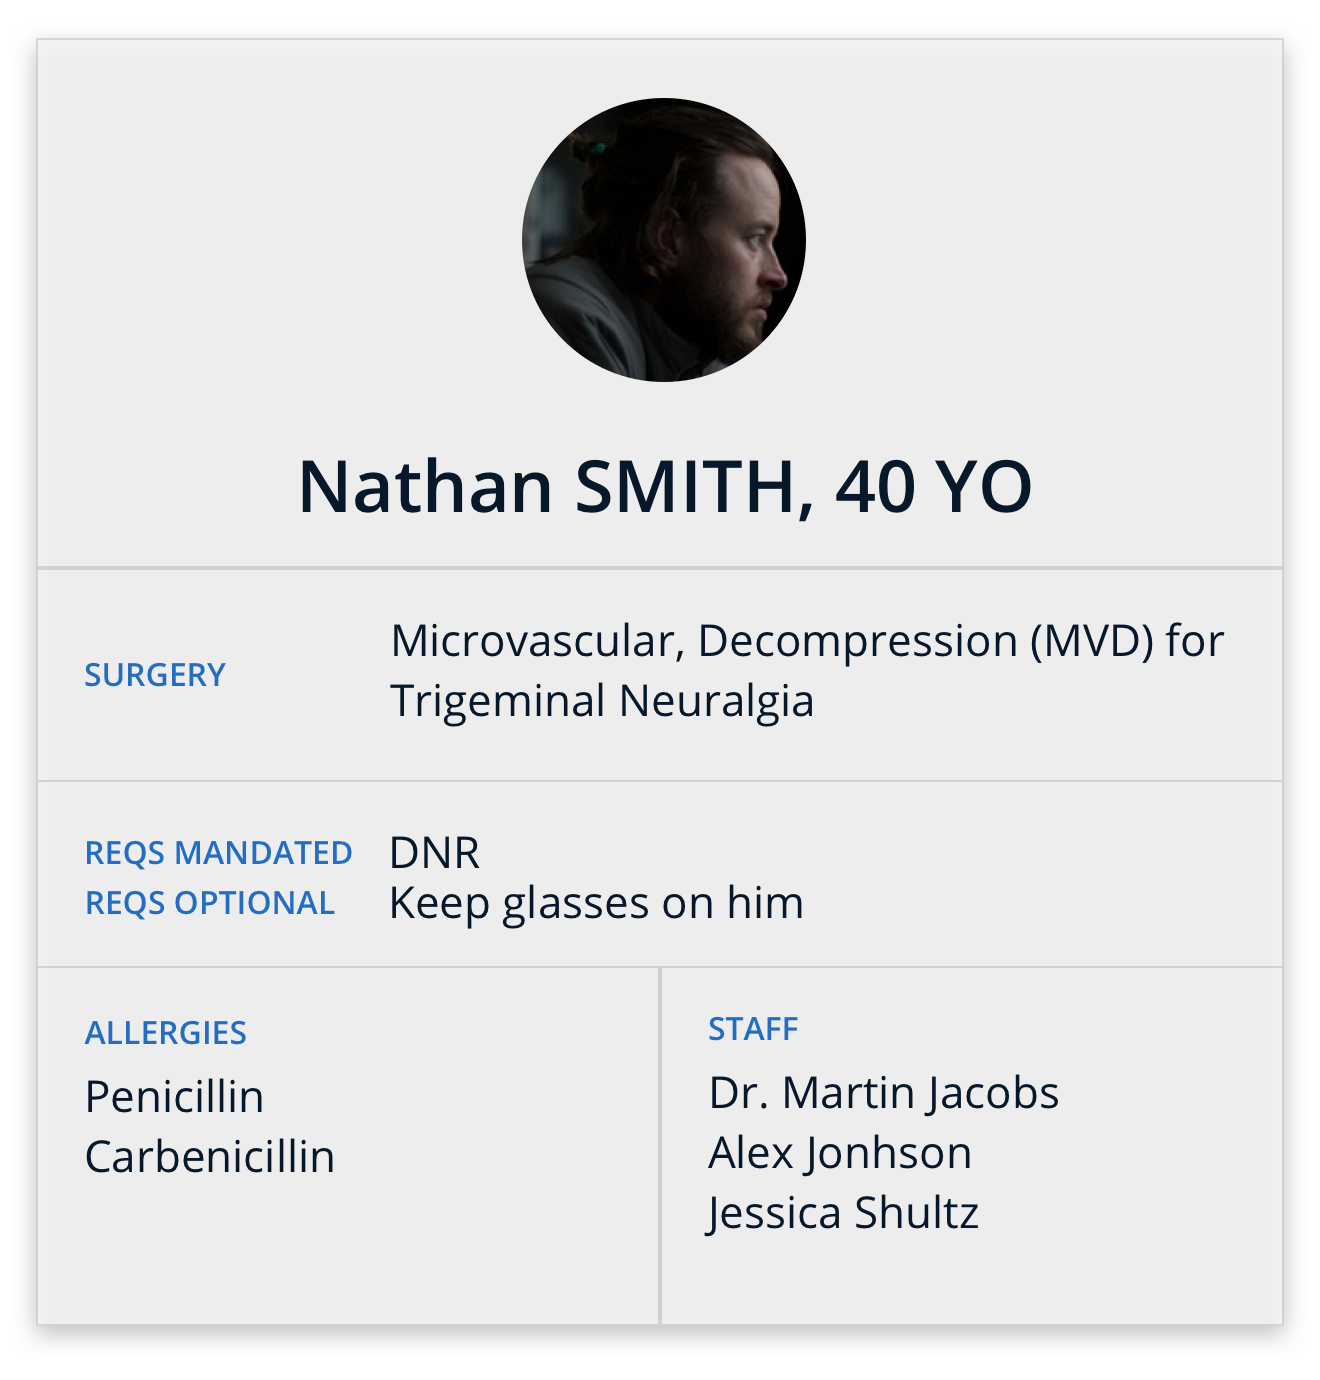 Nathan SMITH, 40 YO
SURGERY
Microvascular, Decompression (MVD) for
Trigeminal Neuralgia
REQS MANDATED DNR
REQS OPTIONAL Keep glasses on him
ALLERGIES
Penicillin
Carbenicillin
STAFF
Dr. Martin Jacobs
Alex Jonhson
Jessica Shultz